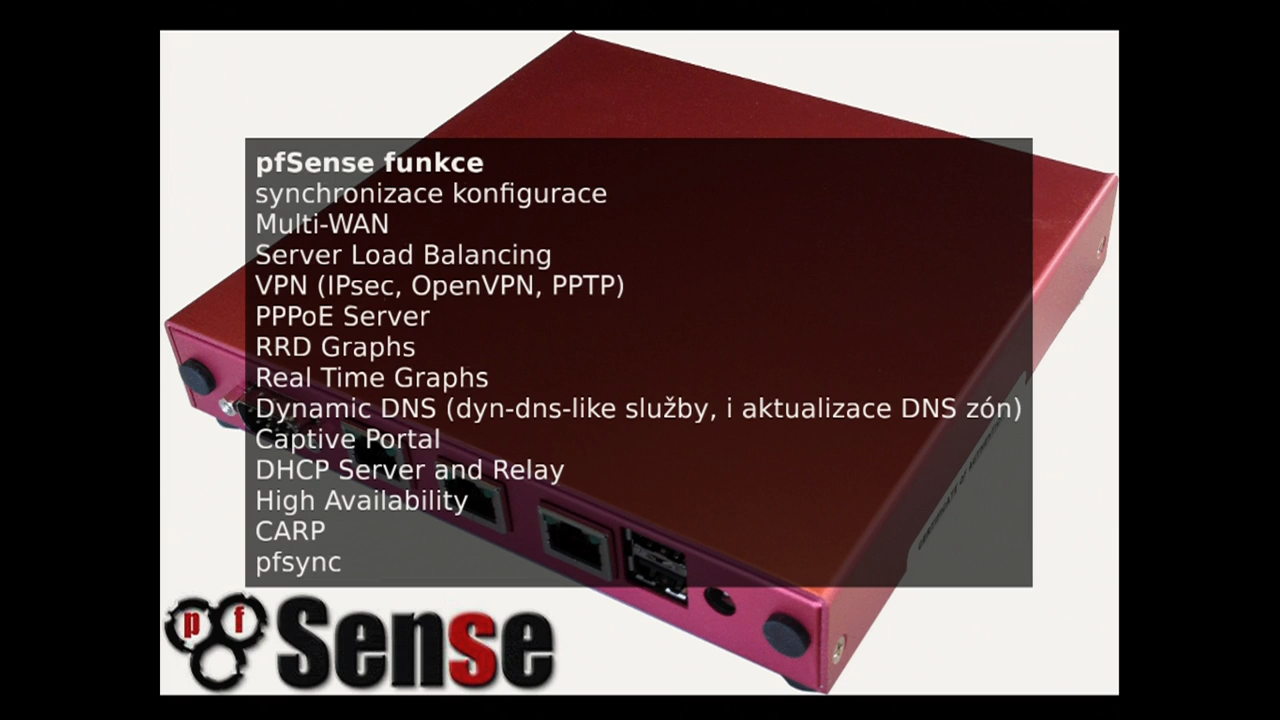 pfSense funkce
synchronizace konfigurace
Multi-WAN
Server Load Balancing
VPN (IPsec, OpenVPN, PPTP)
PPPoE Server
RRD Graphs
Real Time Graphs
Dynamic DNS (dyn-dns-like služby, i aktualizace DNS zón)
Captive Portal
DHCP Server and Relay
High Availability
CARP
pfsync
pf Sense